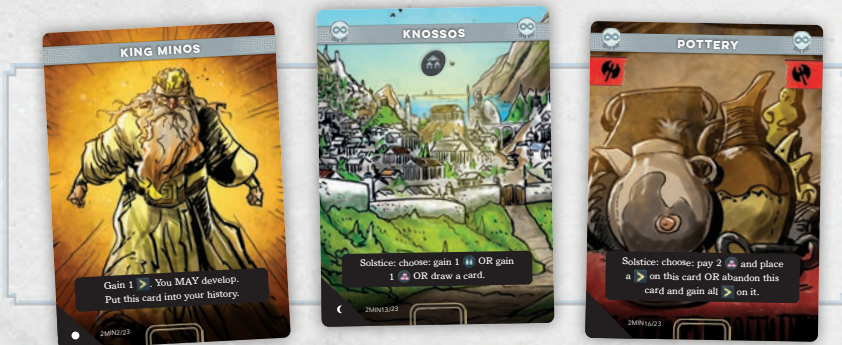 KING MINOS
Gain 1 . You MAY develop.
Put this card into your history.
2MIN2/23
KNOSSOS
Solstice: choose: gain 1 OR gain
1 OR draw a card.
2MIN13/23
POTTERY
Solstice: choose: pay 2 and place
a on this card OR abandon this
card and gain all on it.
2MIN16/23